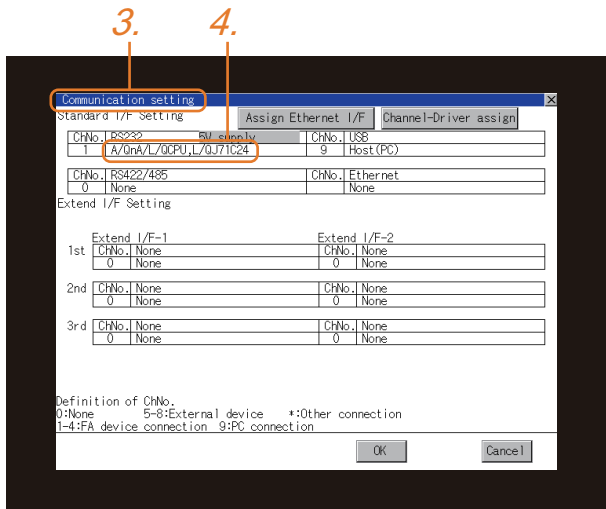 3. 4.
Communication setting
Standard I/F Setting Assign Ethernet I/F Channel-Driver assign
ChNo. RS232 5V supply ChNo. USB
1 A/QnA/L/QCPU,L/QJ71C24 9 Host(PC)
ChNo. RS422/485 ChNo. Ethernet
0 None None
Extend I/F Setting
Extend I/F-1 Extend I/F-2
1st ChNo. None ChNo. None
0 None 0 None
2nd ChNo. None ChNo. None
0 None 0 None
3rd ChNo. None ChNo. None
0 None 0 None
Definition of ChNo.
0:None 5-8:External device *:Other connection
1-4:FA device connection 9:PC connection
OK Cancel